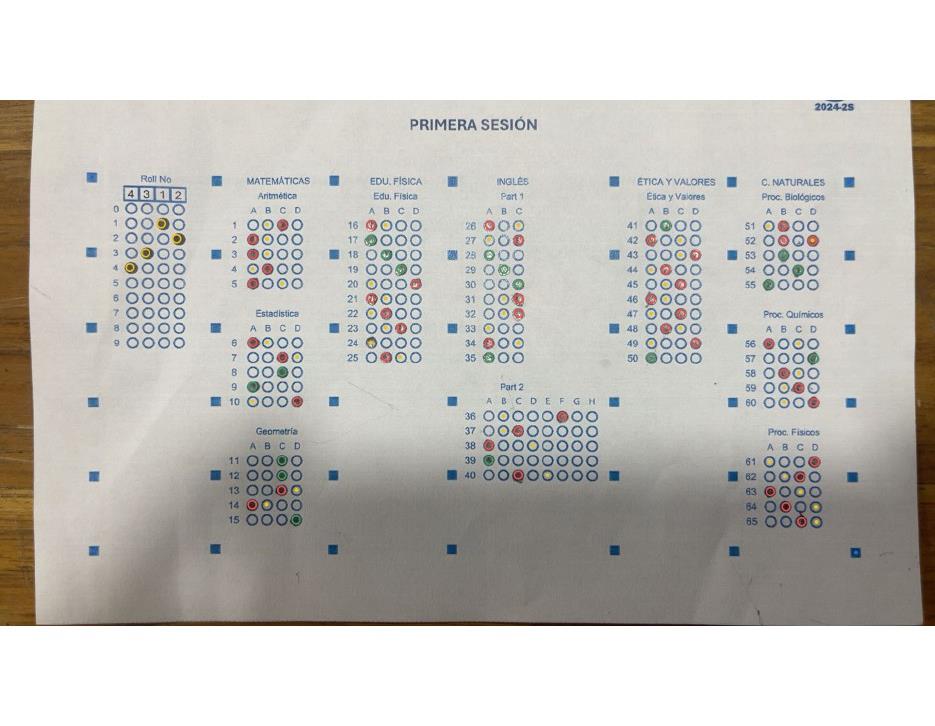 2024-2S
PRIMERA SESIÓN
Roll No
4 3 1 2
0
1
2
3
4
5
6
7
8
9
MATEMÁTICAS
Aritmética
A B C D
1
2
3
4
5
Estadística
A B C D
6
7
8
9
10
Geometría
A B C D
11
12
13
14
15
EDU. FÍSICA
Edu. Física
A B C D
16
17
18
19
20
21
22
23
24
25
INGLÉS
Part 1
A B C
26
27
28
29
30
31
32
33
34
35
Part 2
A B C D E F G H
36
37
38
39
40
ÉTICA Y VALORES
Ética y Valores
A B C D
41
42
43
44
45
46
47
48
49
50
C. NATURALES
Proc. Biológicos
A B C D
51
52
53
54
55
Proc. Químicos
A B C D
56
57
58
59
60
Proc. Físicos
A B C D
61
62
63
64
65